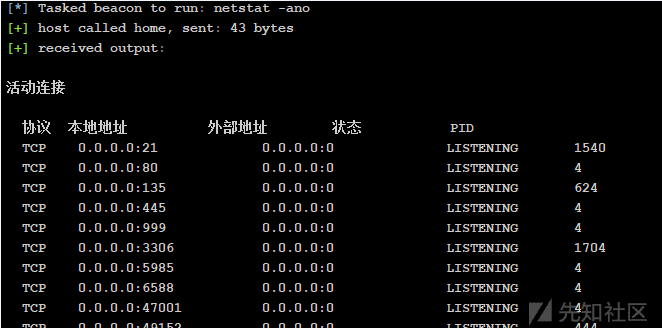 [*] Tasked beacon to run: netstat -ano
[+] host called home, sent: 43 bytes
[+] received output:
活动连接
协议 本地地址 外部地址 状态 PID
TCP 0.0.0.0:21 0.0.0.0:0 LISTENING 1540
TCP 0.0.0.0:80 0.0.0.0:0 LISTENING 4
TCP 0.0.0.0:135 0.0.0.0:0 LISTENING 624
TCP 0.0.0.0:445 0.0.0.0:0 LISTENING 4
TCP 0.0.0.0:999 0.0.0.0:0 LISTENING 4
TCP 0.0.0.0:3306 0.0.0.0:0 LISTENING 1704
TCP 0.0.0.0:5985 0.0.0.0:0 LISTENING 4
TCP 0.0.0.0:6588 0.0.0.0:0 LISTENING 4
TCP 0.0.0.0:47001 0.0.0.0:0 LISTENING 4
TCP 0.0.0.0:49152 0.0.0.0:0 LISTENING 444
先知社区